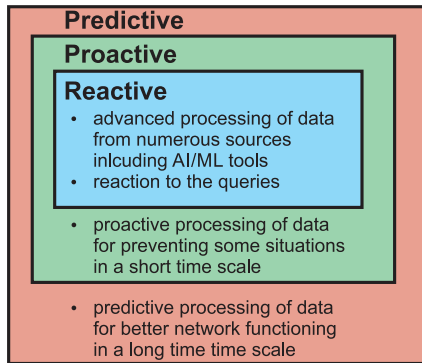 Predictive
Proactive
Reactive
• advanced processing of data
from numerous sources
inlcuding AI/ML tools
• reaction to the queries
• proactive processing of data
for preventing some situations
in a short time scale
• predictive processing of data
for better network functioning
in a long time time scale